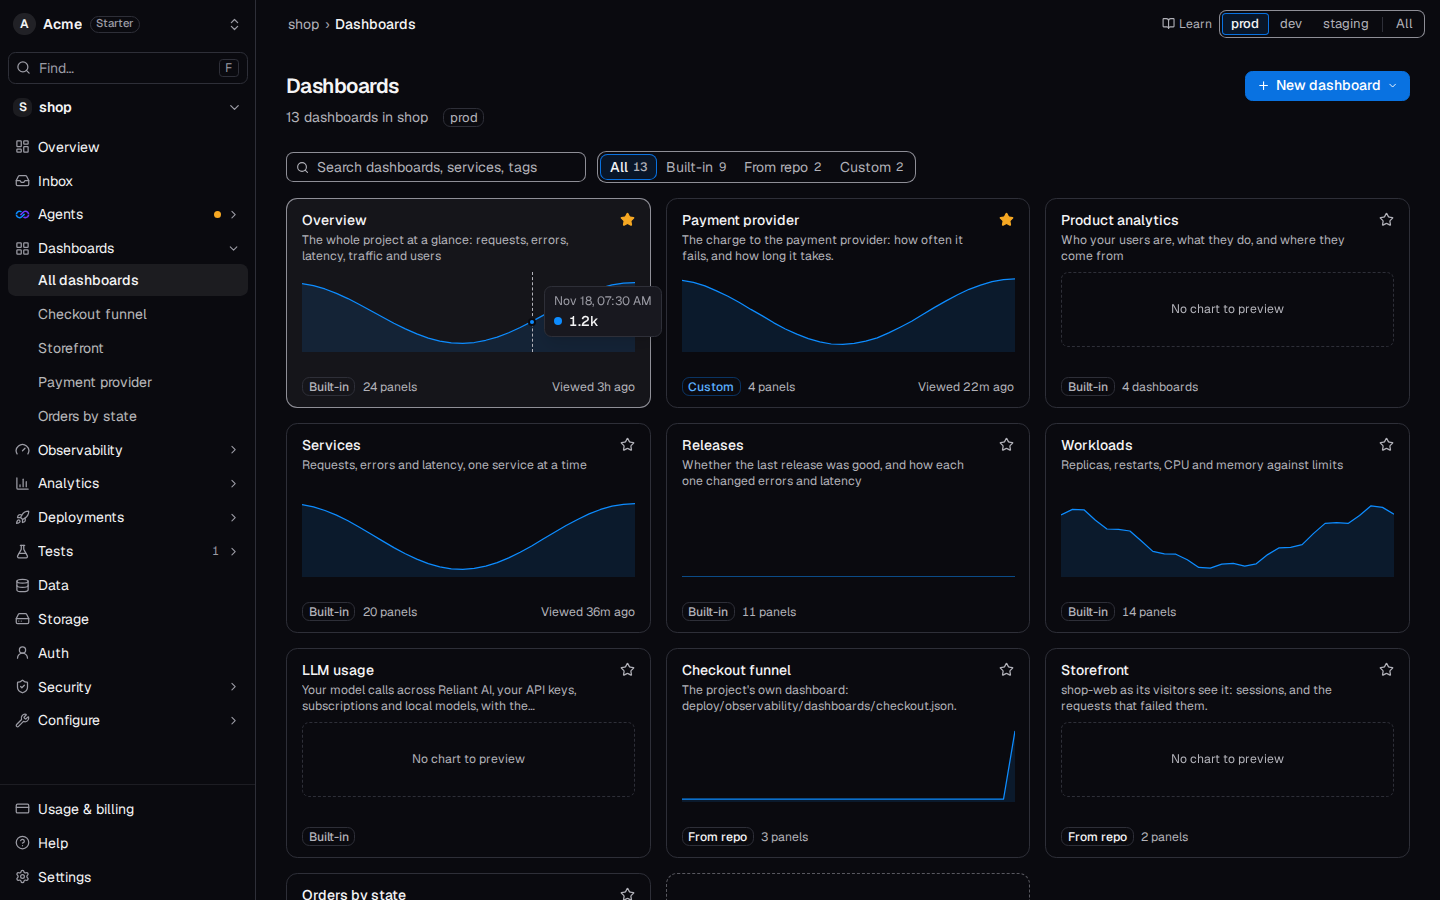 A Acme Starter
Find...
F
S shop
Overview
Inbox
Agents
Dashboards
All dashboards
Checkout funnel
Storefront
Payment provider
Orders by state
Observability
Analytics
Deployments
Tests 1
Data
Storage
Auth
Security
Configure
Usage & billing
Help
Settings
shop › Dashboards
Learn
prod dev staging All
Dashboards
New dashboard
13 dashboards in shop prod
Search dashboards, services, tags
All 13 Built-in 9 From repo 2 Custom 2
Overview
The whole project at a glance: requests, errors,
latency, traffic and users
Nov 18, 07:30 AM
1.2k
Built-in 24 panels Viewed 3h ago
Payment provider
The charge to the payment provider: how often it
fails, and how long it takes.
Custom 4 panels Viewed 22m ago
Product analytics
Who your users are, what they do, and where they
come from
No chart to preview
Built-in 4 dashboards
Services
Requests, errors and latency, one service at a time
Built-in 20 panels Viewed 36m ago
Releases
Whether the last release was good, and how each
one changed errors and latency
Built-in 11 panels
Workloads
Replicas, restarts, CPU and memory against limits
Built-in 14 panels
LLM usage
Your model calls across Reliant AI, your API keys,
subscriptions and local models, with the...
No chart to preview
Built-in
Checkout funnel
The project's own dashboard:
deploy/observability/dashboards/checkout.json.
From repo 3 panels
Storefront
shop-web as its visitors see it: sessions, and the
requests that failed them.
No chart to preview
From repo 2 panels
Orders by state